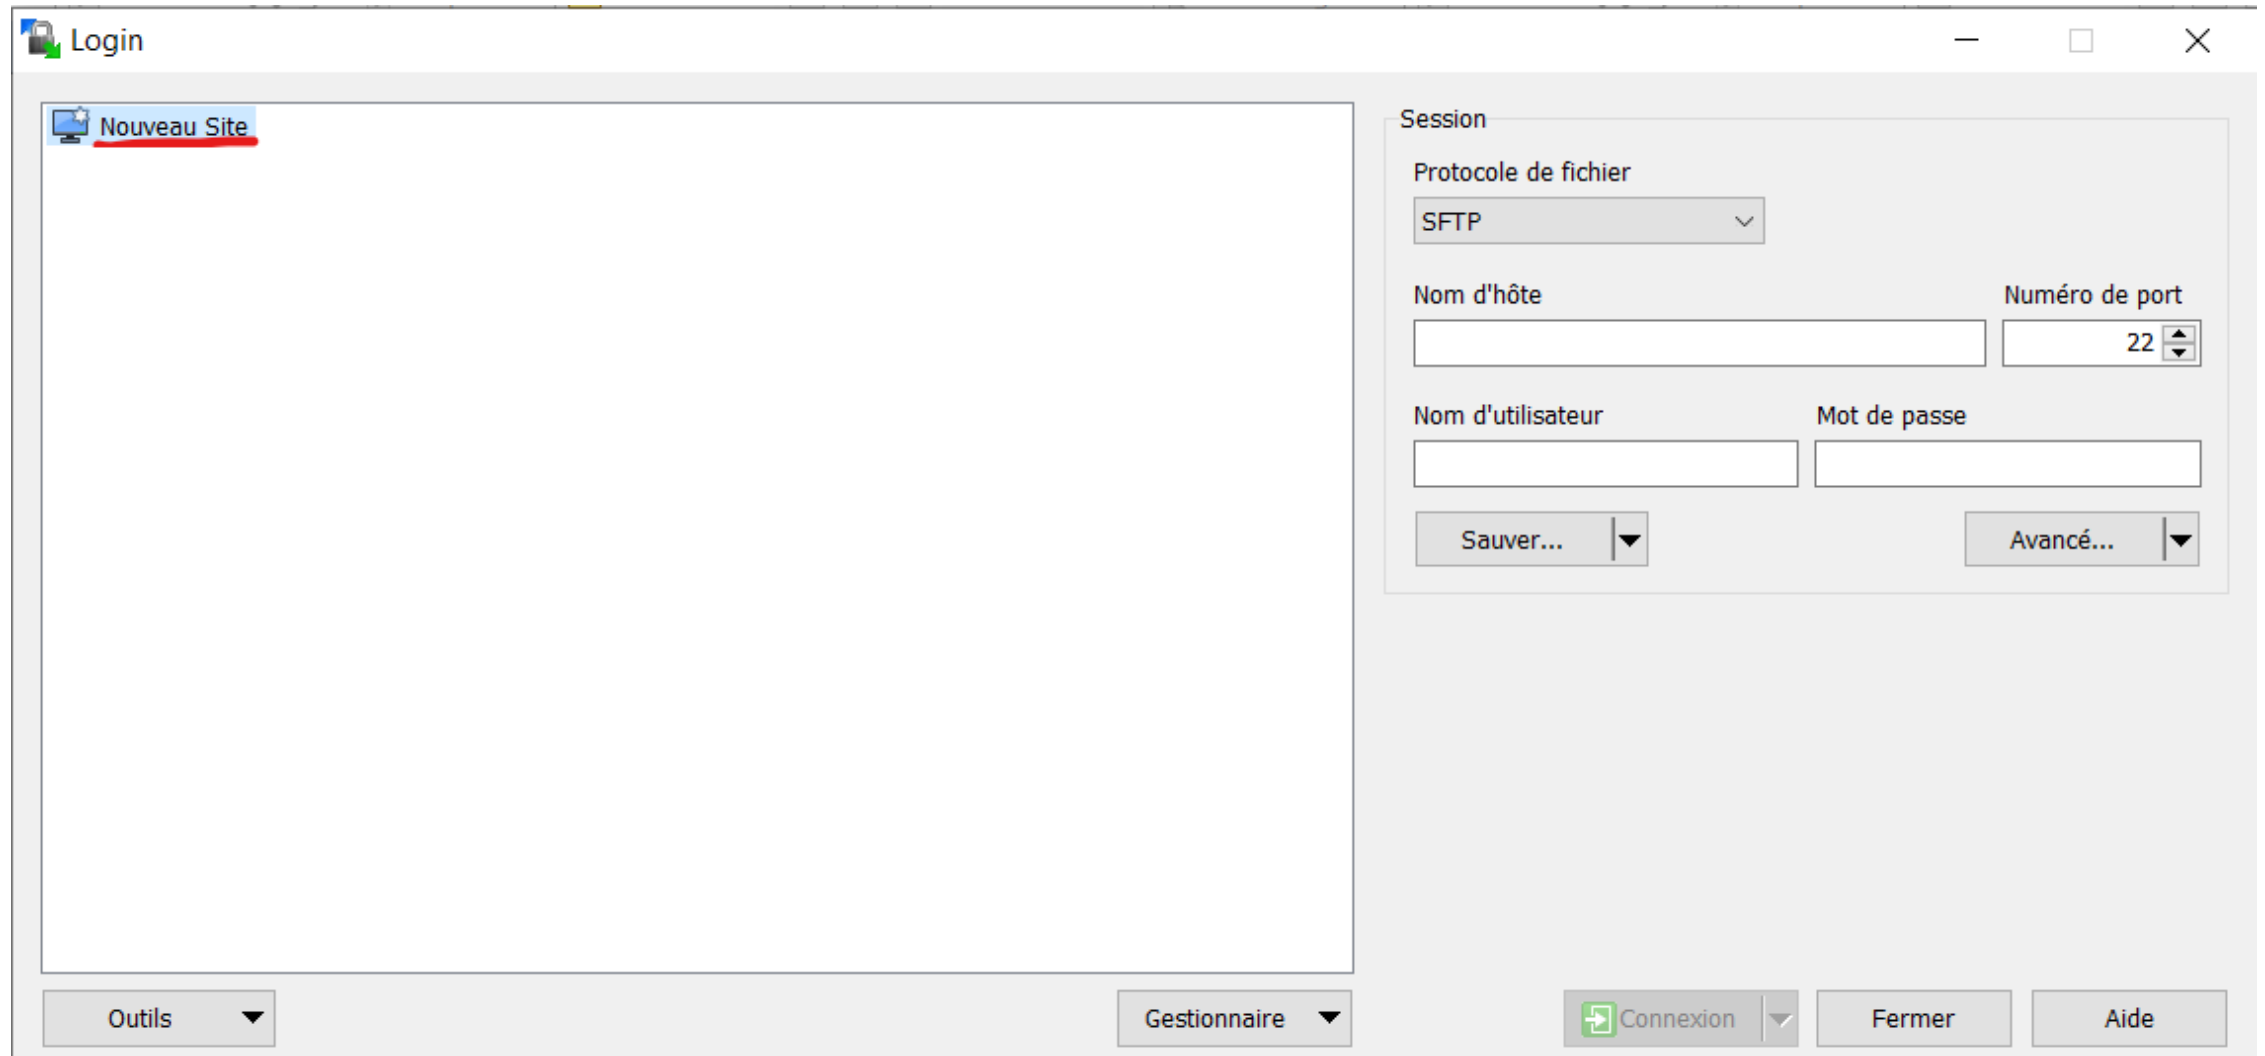 Login
Nouveau Site
Session
Protocole de fichier
SFTP
Nom d'hôte Numéro de port
22
Nom d'utilisateur Mot de passe
Sauver... Avancé...
Outils Gestionnaire Connexion Fermer Aide